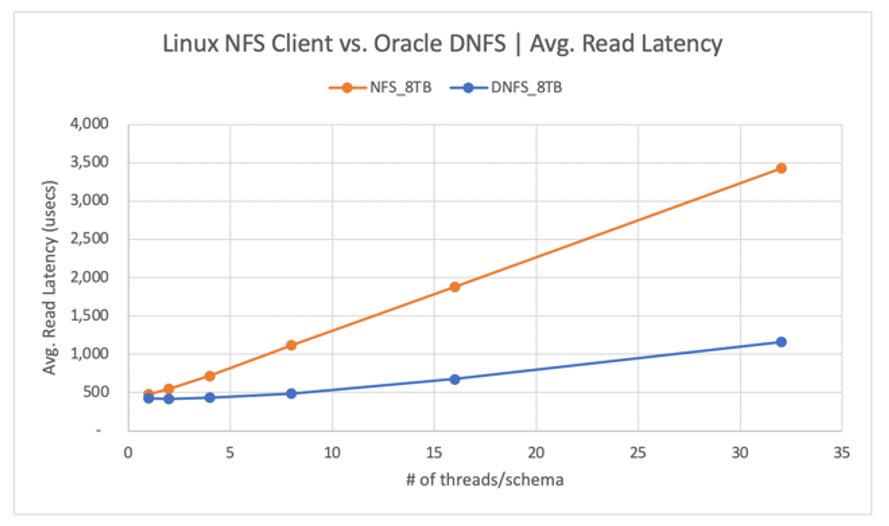 Linux NFS Client vs. Oracle DNFS | Avg. Read Latency
NFS_8TB DNFS_8TB
4,000
3,500
3,000
2,500
2,000
1,500
1,000
500
-
Avg. Read Latency (usecs)
0 5 10 15 20 25 30 35
# of threads/schema